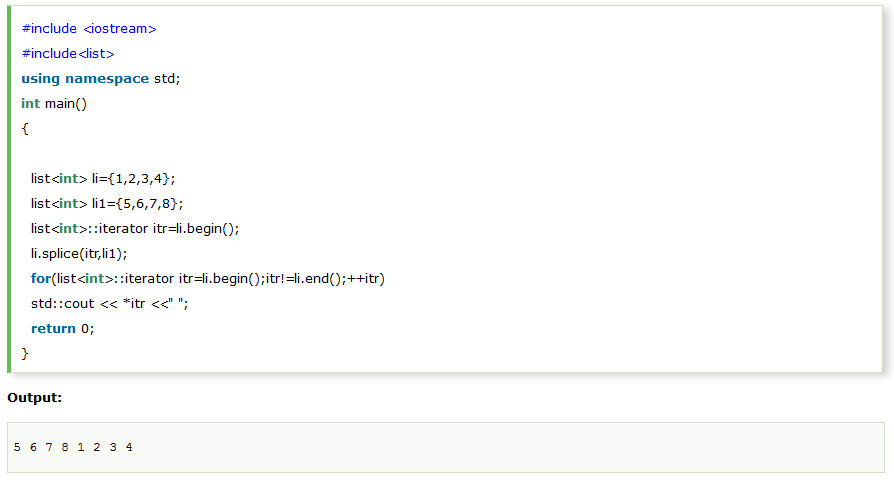 #include <iostream>
#include<list>
using namespace std;
int main()
{
list<int> li={1,2,3,4};
list<int> li1={5,6,7,8};
list<int>::iterator itr=li.begin();
li.splice(itr,li1);
for(list<int>::iterator itr=li.begin();itr!=li.end();++itr)
std::cout << *itr <<" ";
return 0;
}
Output:
5 6 7 8 1 2 3 4